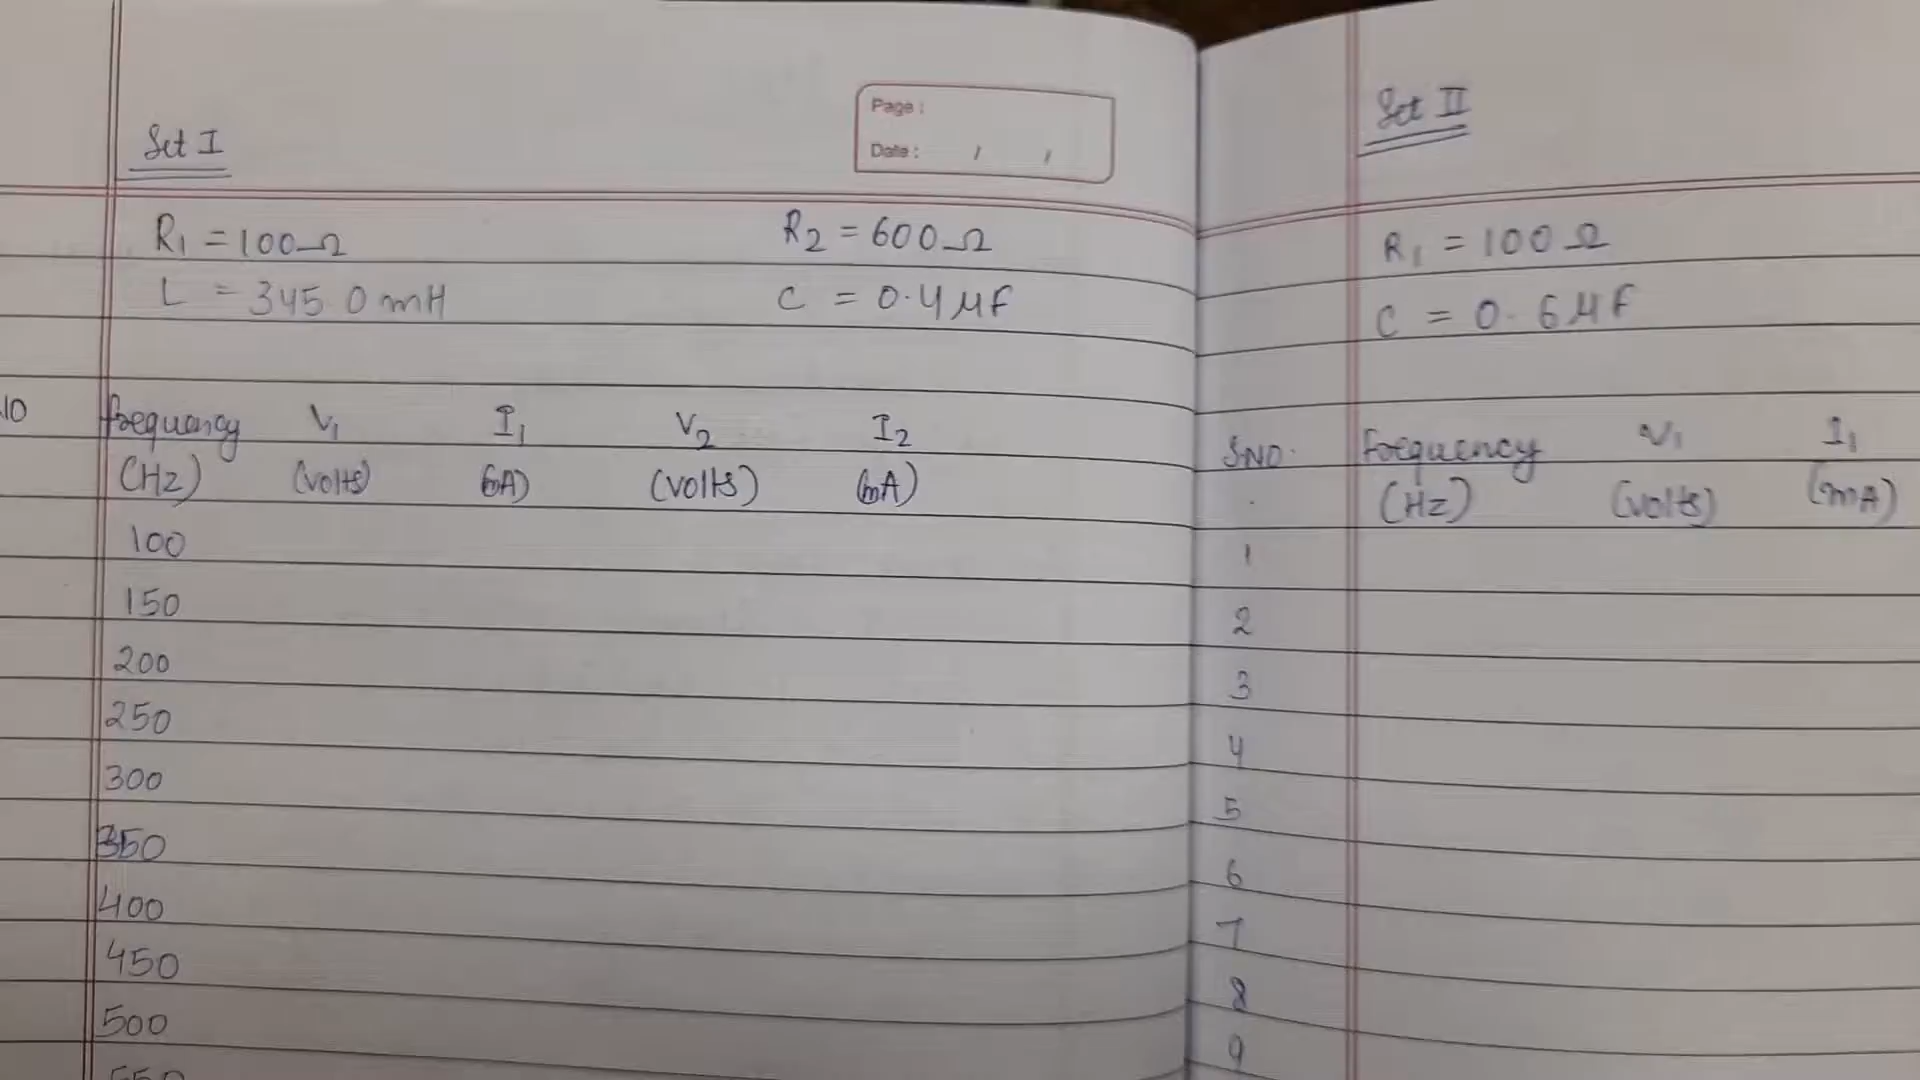 Set I
Page :
Date : / /
R1 = 100Ω R2 = 600Ω
L = 345.0 mH C = 0.4 μF
frequency V1 I1 V2 I2
(Hz) (volts) (mA) (volts) (mA)
100
150
200
250
300
350
400
450
500
550
Set II
R1 = 100 Ω
C = 0.6 μF
S.NO. Frequency V1 I1
(Hz) (volts) (mA)
1
2
3
4
5
6
7
8
9